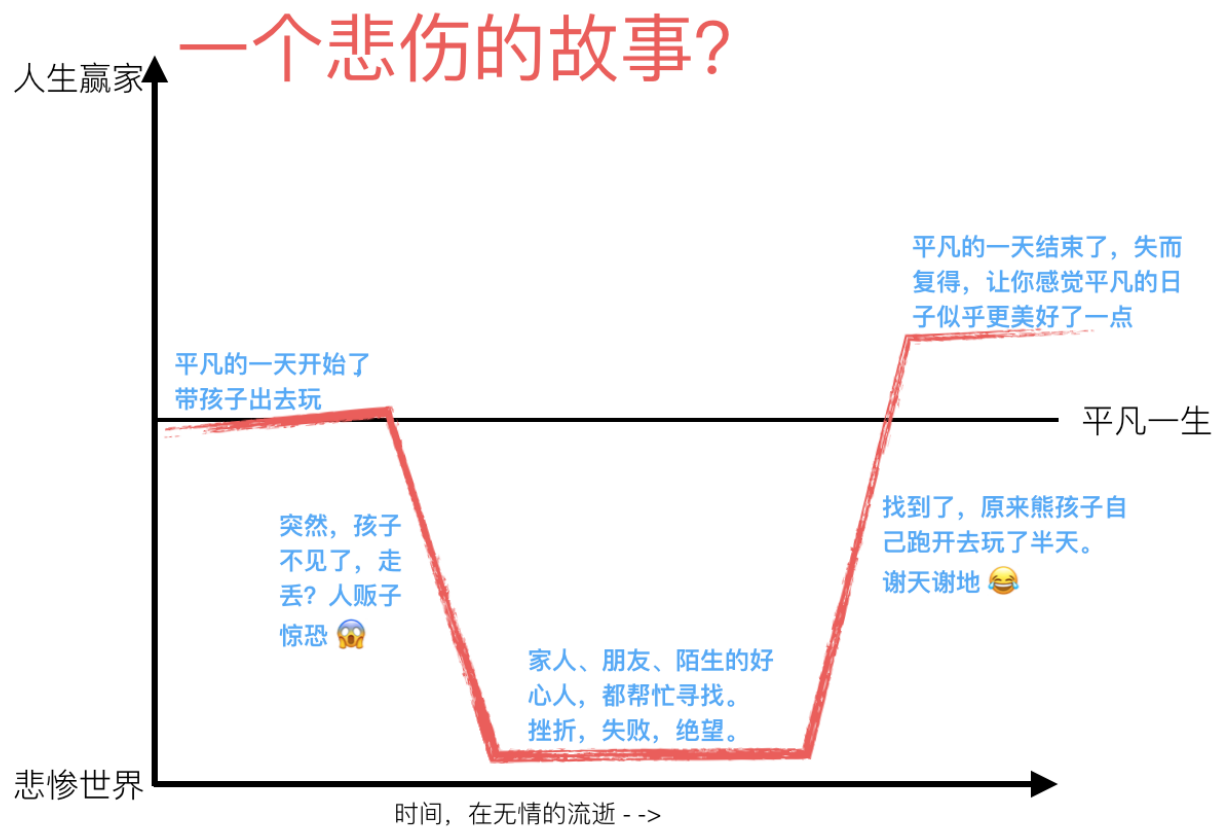 一个悲伤的故事？
人生赢家
平凡的一天结束了，失而
复得，让你感觉平凡的日
子似乎更美好了一点
平凡的一天开始了，
带孩子出去玩
平凡一生
突然，孩子
不见了，走
丢？人贩子
惊恐 😱
找到了，原来熊孩子自
己跑开去玩了半天。
谢天谢地 😂
家人、朋友、陌生的好
心人，都帮忙寻找。
挫折，失败，绝望。
悲惨世界
时间，在无情的流逝 - ->